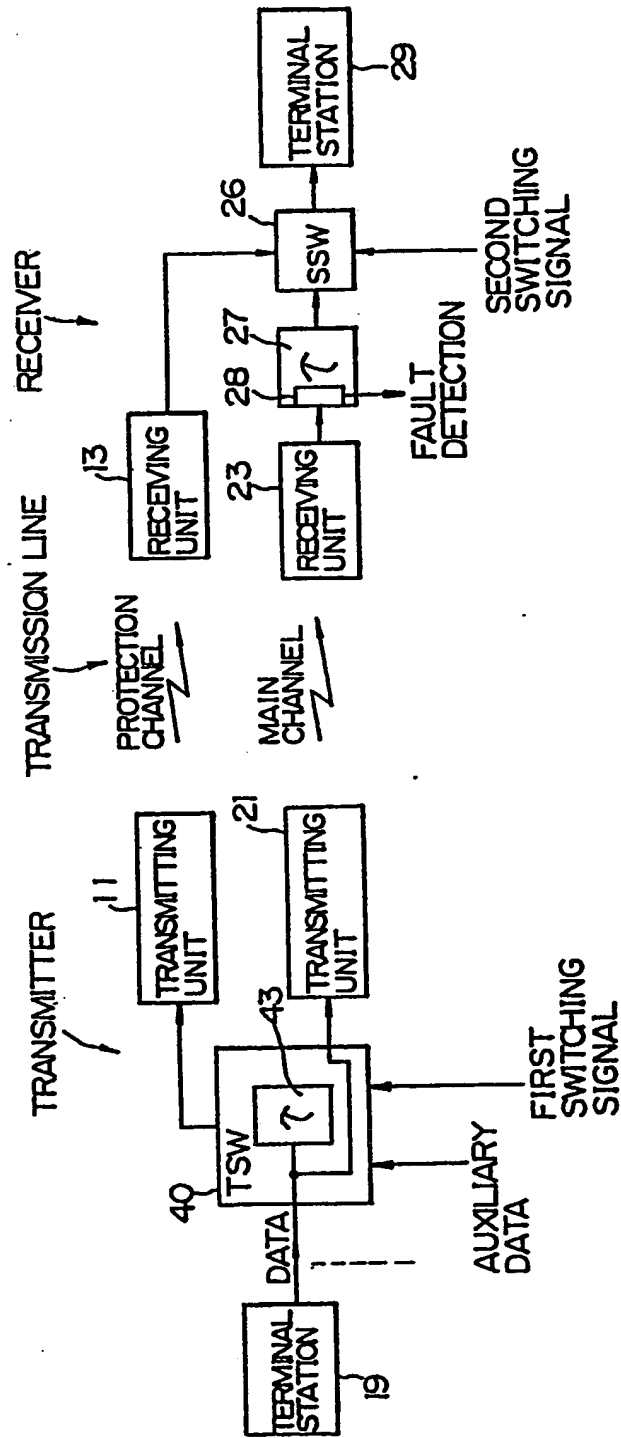 TRANSMITTER
TRANSMISSION LINE
RECEIVER
11
TRANSMITTING
UNIT
PROTECTION
CHANNEL
13
RECEIVING
UNIT
40
TSW
43
τ
21
TRANSMITTING
UNIT
MAIN
CHANNEL
23
RECEIVING
UNIT
28
27
τ
26
SSW
TERMINAL
STATION
29
TERMINAL
STATION
19
DATA
AUXILIARY
DATA
FIRST
SWITCHING
SIGNAL
FAULT
DETECTION
SECOND
SWITCHING
SIGNAL